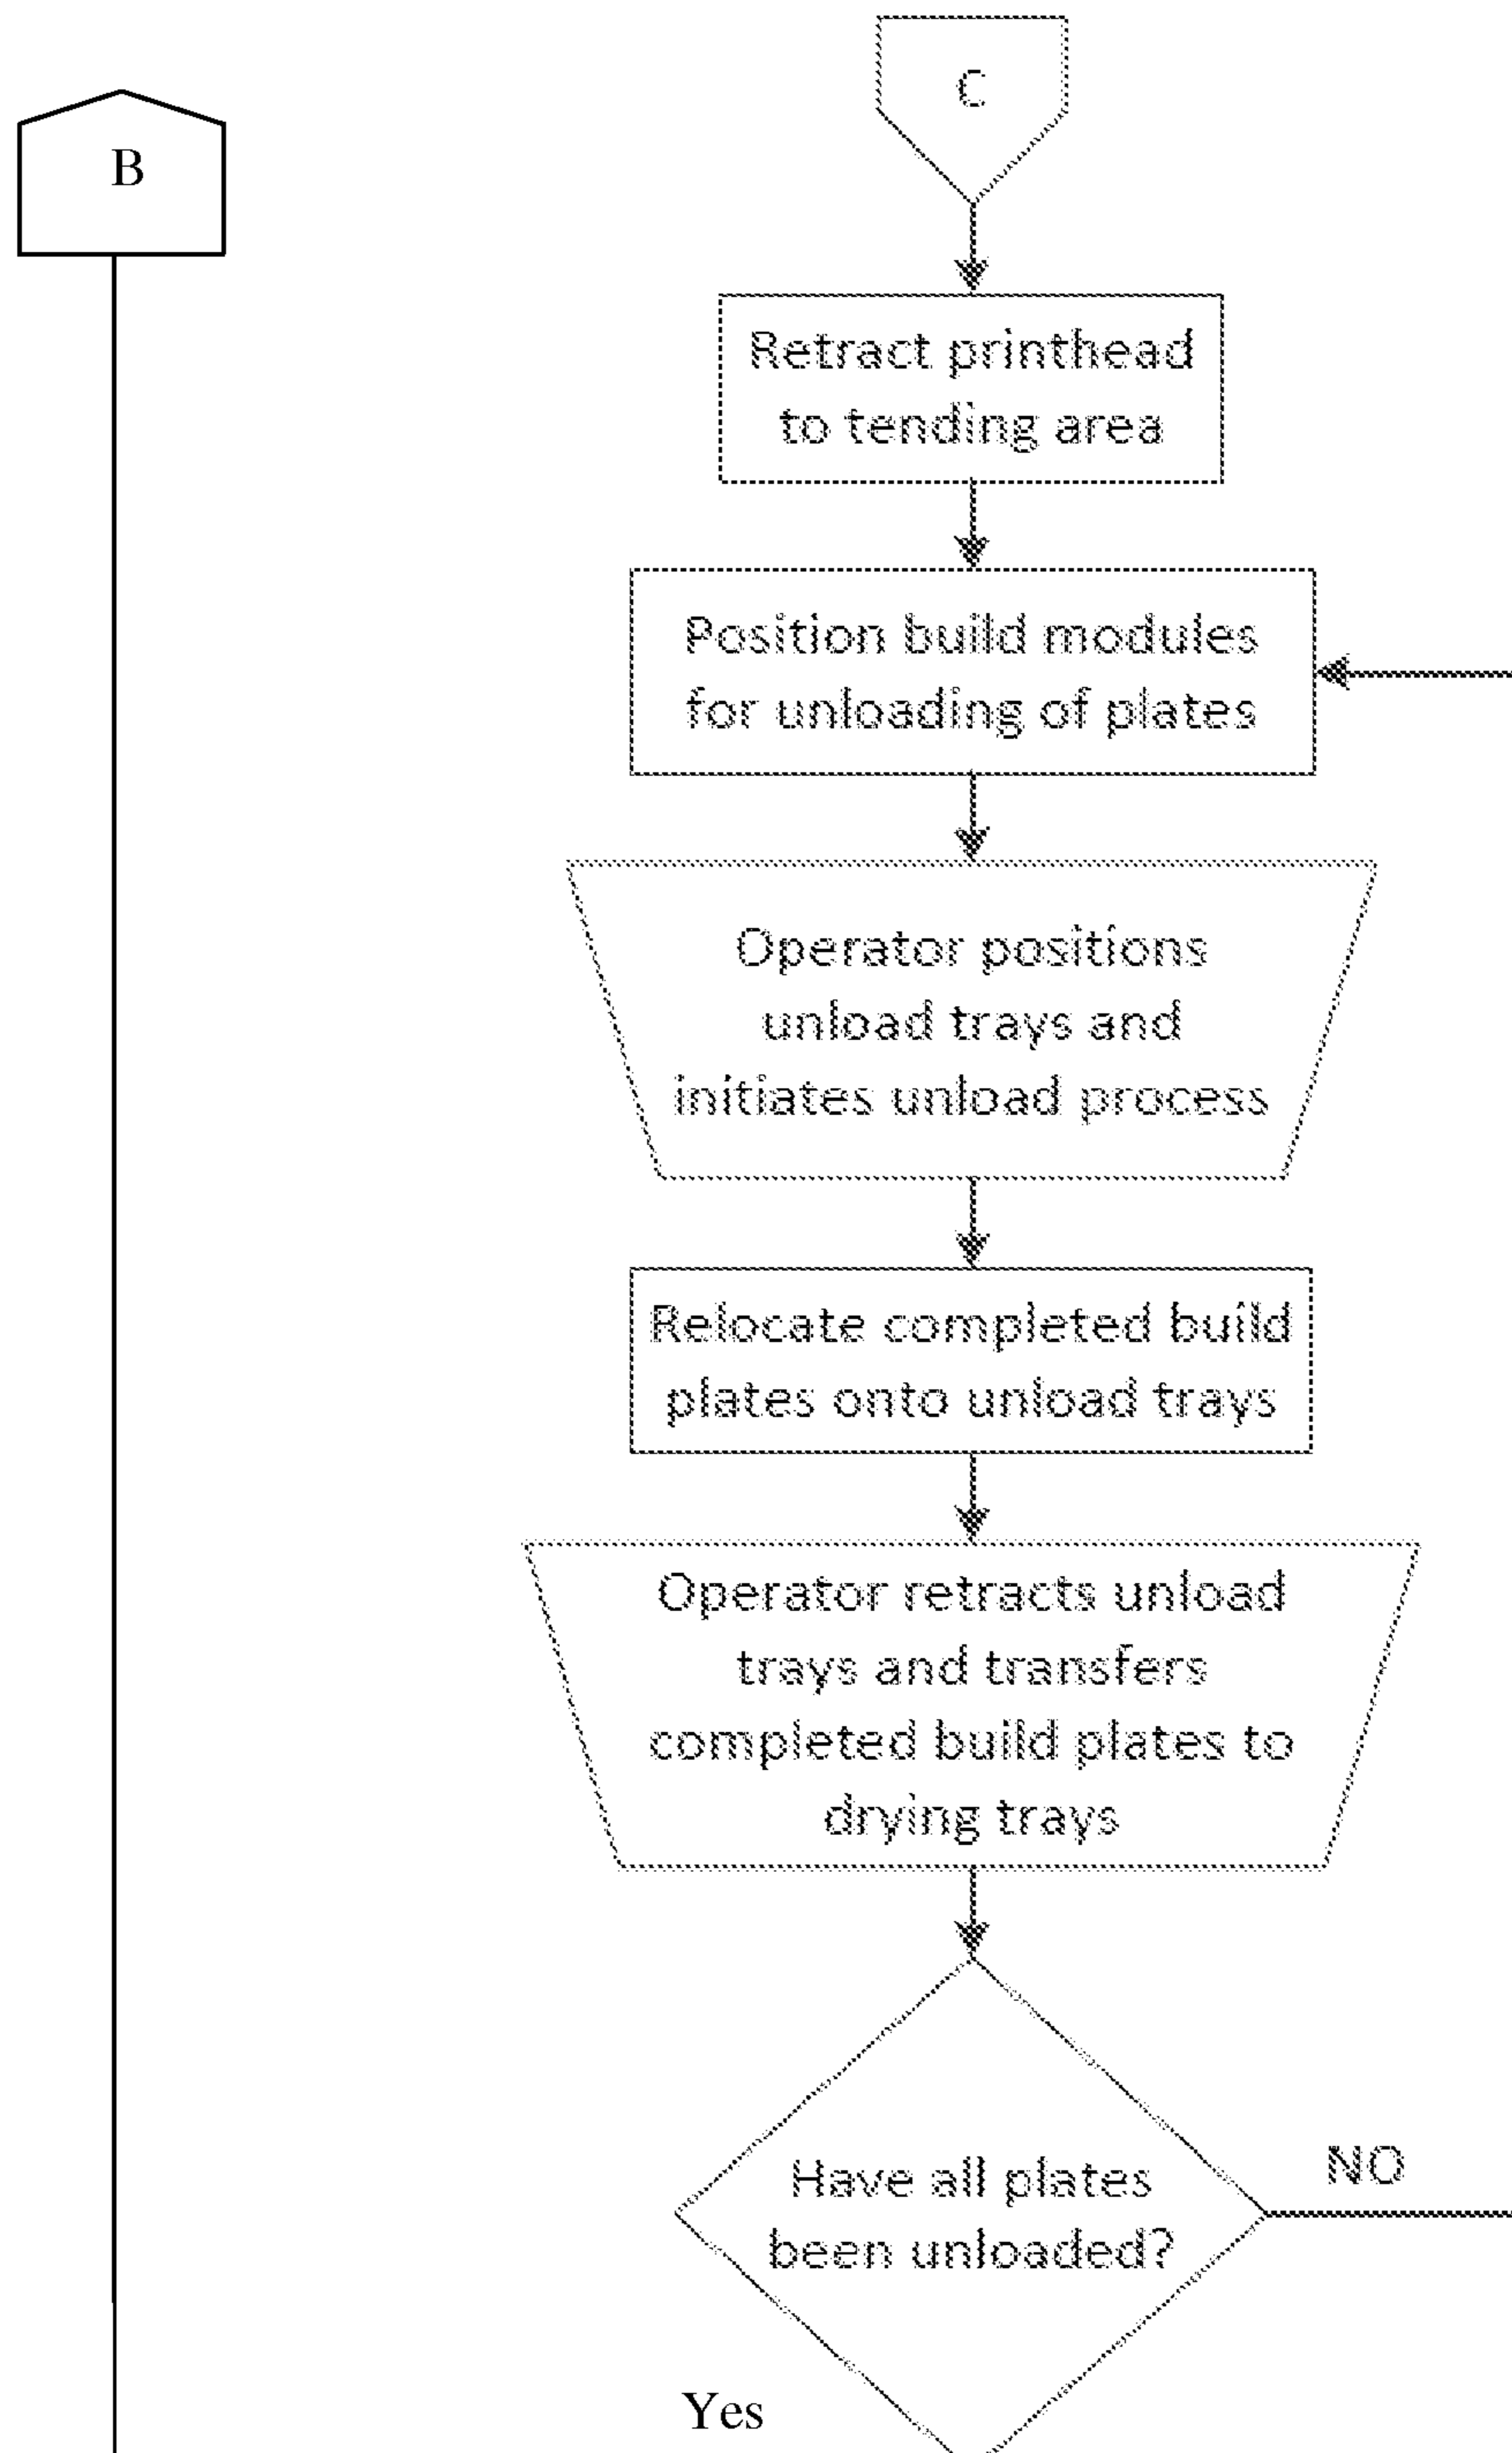 C
B
Retract printhead
to tending area
Position build modules
for unloading of plates
Operator positions
unload trays and
initiates unload process
Relocate completed build
plates onto unload trays
Operator retracts unload
trays and transfers
completed build plates to
drying trays
Have all plates
been unloaded?
NO
Yes